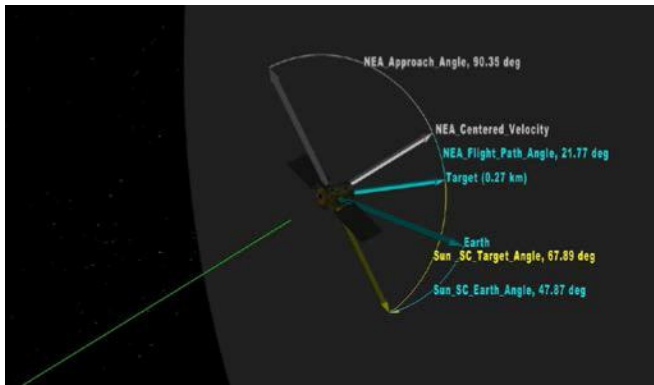 NEA_Approach_Angle, 90.35 deg
NEA_Centered_Velocity
NEA_Flight_Path_Angle, 21.77 deg
Target (0.27 km)
Earth
Sun_SC_Target_Angle, 67.89 deg
Sun_SC_Earth_Angle, 47.87 deg